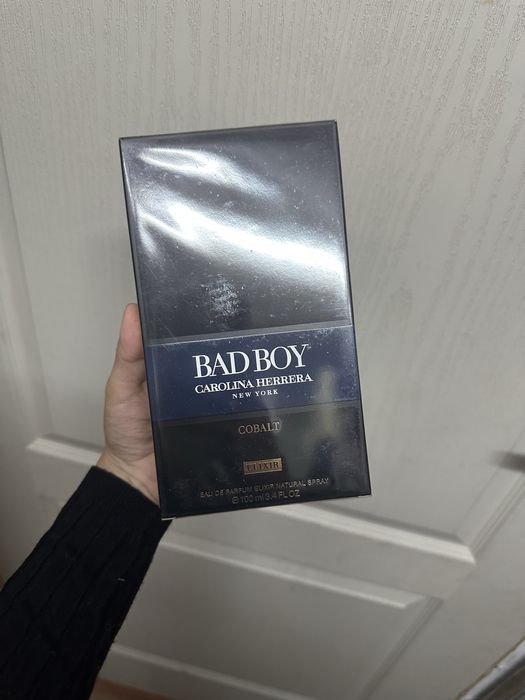 BAD BOY
CAROLINA HERRERA
NEW YORK
COBALT
ELIXIR
EAU DE PARFUM ELIXIR NATURAL SPRAY
℮100 ml 3.4 FL OZ